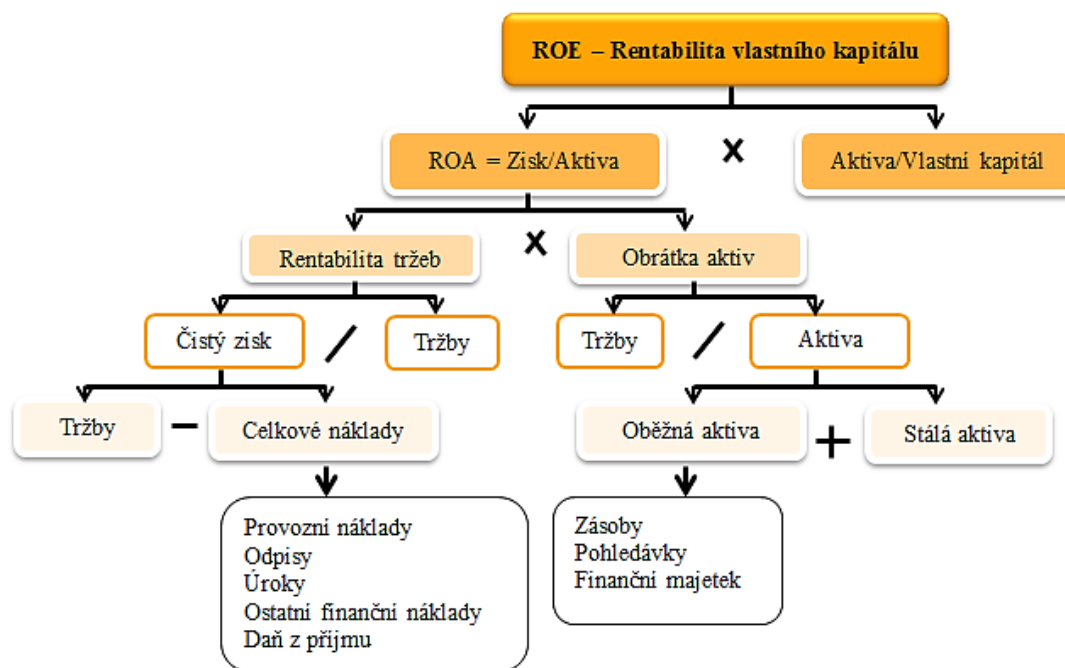 ROE – Rentabilita vlastního kapitálu
ROA = Zisk/Aktiva
x
Aktiva/Vlastní kapitál
Rentabilita tržeb
x
Obrátka aktiv
Čistý zisk
/
Tržby
Tržby
/
Aktiva
Tržby
−
Celkové náklady
Oběžná aktiva
+
Stálá aktiva
Provozní náklady
Odpisy
Úroky
Ostatní finanční náklady
Daň z příjmu
Zásoby
Pohledávky
Finanční majetek